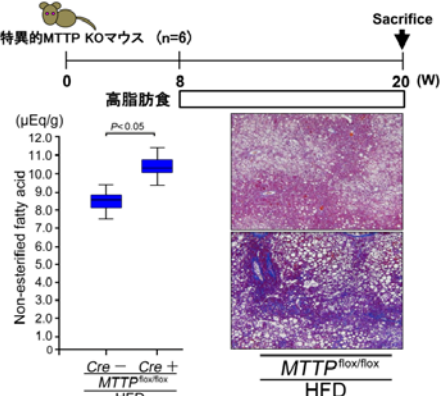 Sacrifice
特異的MTTP KOマウス (n=6)
0 8 20 (W)
高脂肪食
(μEq/g)
P<0.05
12.0
11.0
10.0
9.0
8.0
7.0
6.0
5.0
4.0
3.0
2.0
1.0
0
Non-esterified fatty acid
Cre − Cre +
MTTPflox/flox
HFD
MTTPflox/flox
HFD